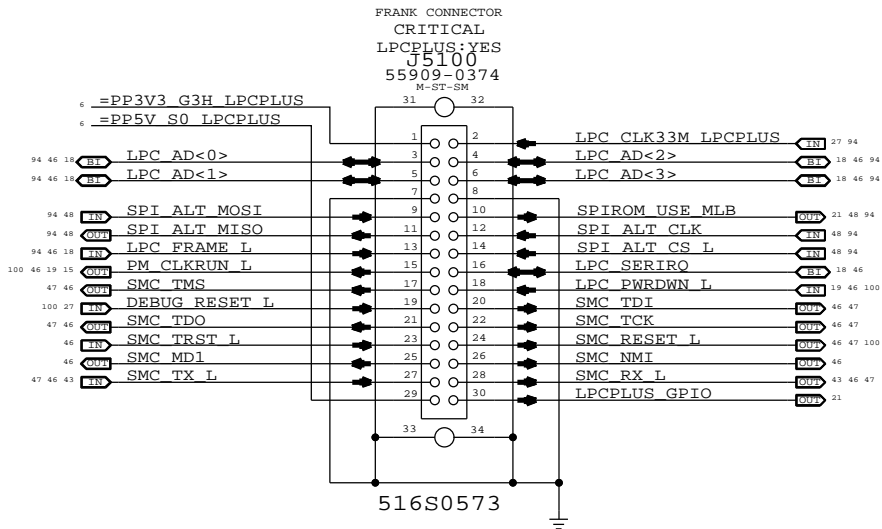 FRANK CONNECTOR
CRITICAL
LPCPLUS:YES
J5100
55909-0374
M-ST-SM
31 32
6 =PP3V3_G3H_LPCPLUS
6 =PP5V_S0_LPCPLUS
1 2 LPC_CLK33M_LPCPLUS IN 27 94
94 46 18 BI LPC_AD<0> 3 4 LPC_AD<2> BI 18 46 94
94 46 18 BI LPC_AD<1> 5 6 LPC_AD<3> BI 18 46 94
7 8
94 48 IN SPI_ALT_MOSI 9 10 SPIROM_USE_MLB OUT 21 48 94
94 48 OUT SPI_ALT_MISO 11 12 SPI_ALT_CLK IN 48 94
94 46 18 IN LPC_FRAME_L 13 14 SPI_ALT_CS_L IN 48 94
100 46 19 15 OUT PM_CLKRUN_L 15 16 LPC_SERIRQ BI 18 46
47 46 OUT SMC_TMS 17 18 LPC_PWRDWN_L IN 19 46 100
100 27 IN DEBUG_RESET_L 19 20 SMC_TDI OUT 46 47
47 46 OUT SMC_TDO 21 22 SMC_TCK OUT 46 47
46 IN SMC_TRST_L 23 24 SMC_RESET_L OUT 46 47 100
46 OUT SMC_MD1 25 26 SMC_NMI OUT 46
47 46 43 IN SMC_TX_L 27 28 SMC_RX_L OUT 43 46 47
29 30 LPCPLUS_GPIO OUT 21
33 34
516S0573